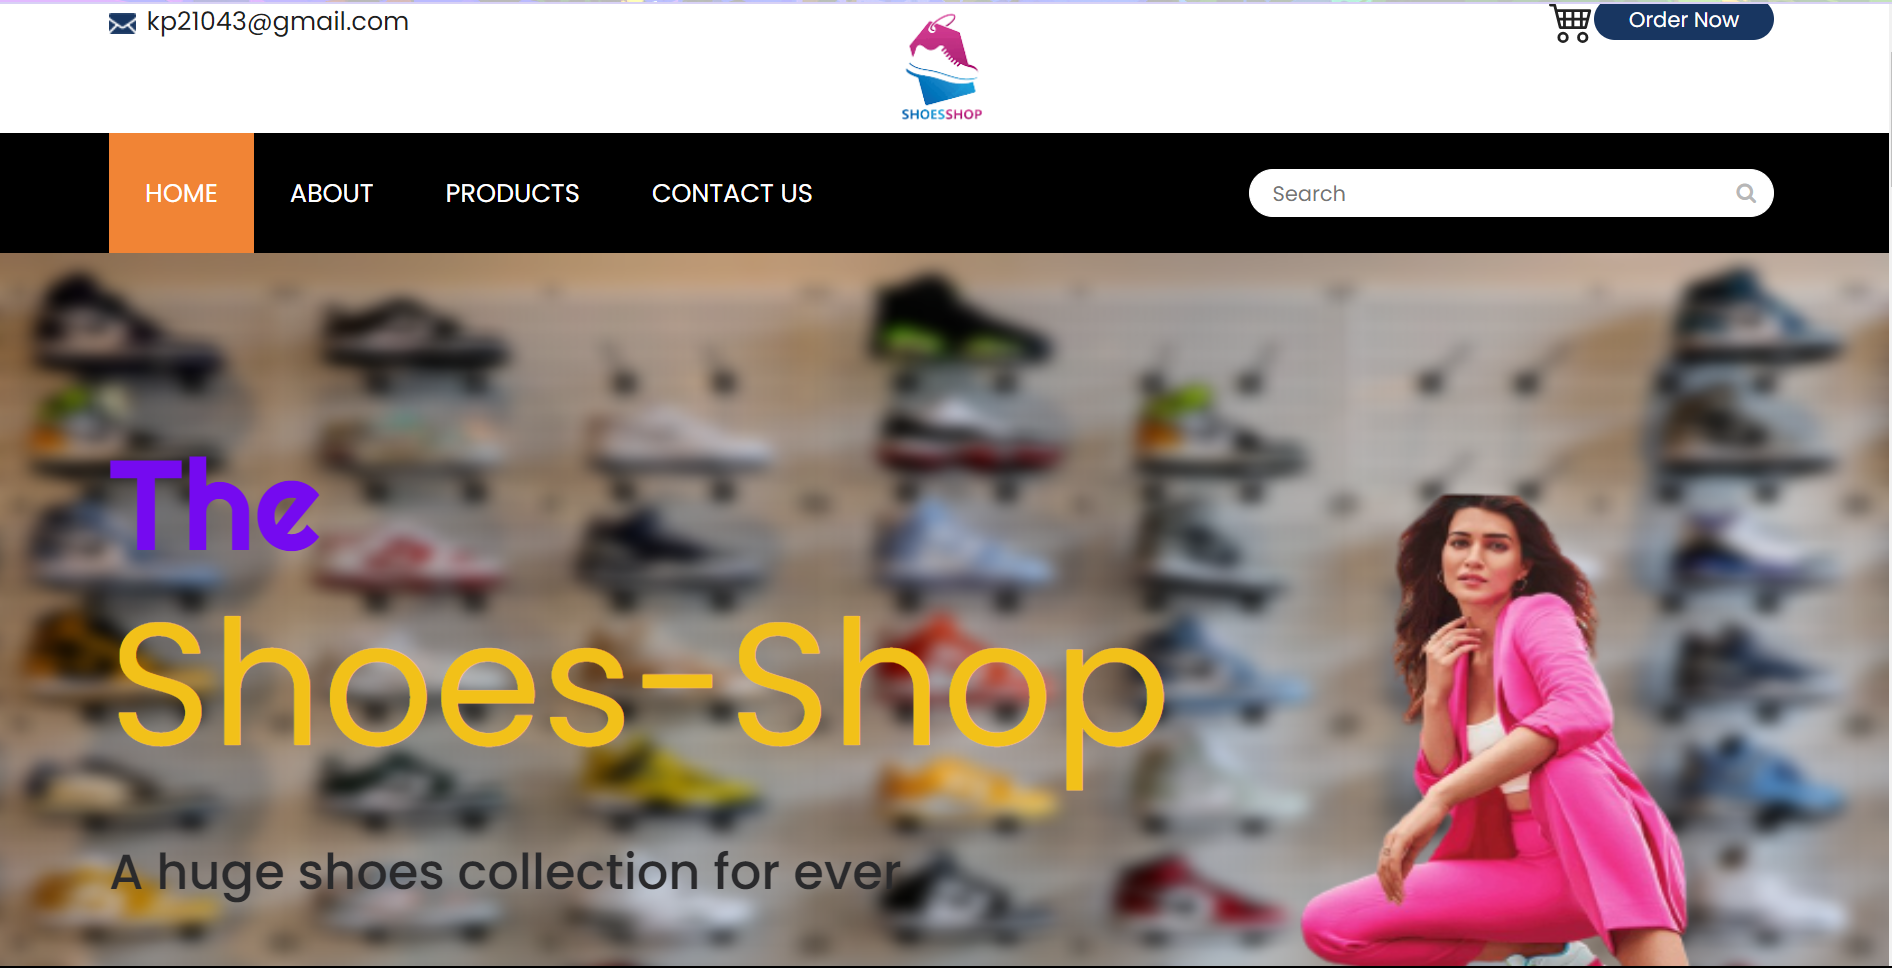 kp21043@gmail.com
SHOESSHOP
Order Now
HOME ABOUT PRODUCTS CONTACT US
Search
The
Shoes-Shop
A huge shoes collection for ever